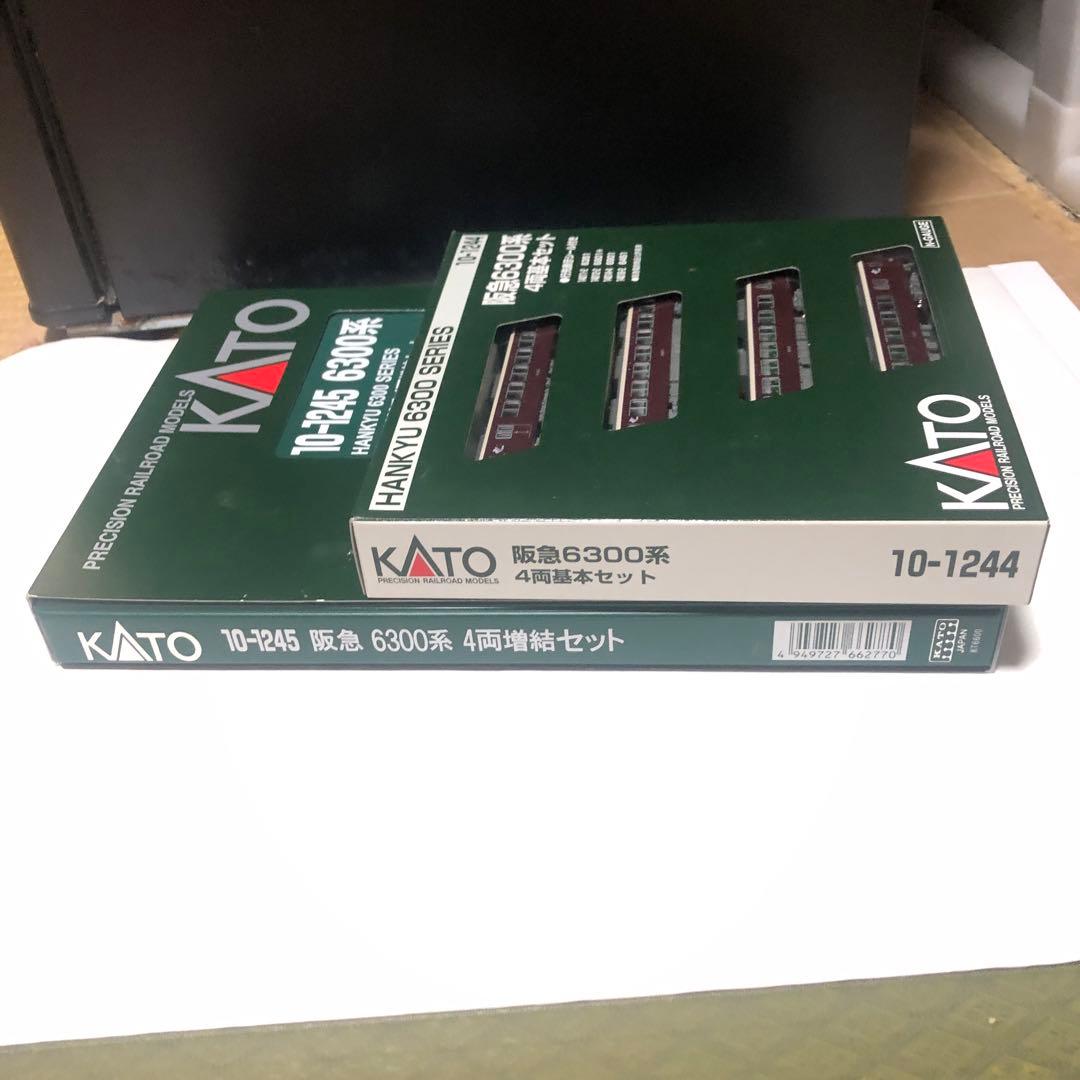 KATO
PRECISION RAILROAD MODELS
10-1245 6300系
HANKYU 6300 SERIES
10-1244
HANKYU 6300 SERIES
阪急6300系
4両基本セット
N-GAUGE
KATO
PRECISION RAILROAD MODELS
KATO
PRECISION RAILROAD MODELS
阪急6300系
4両基本セット
10-1244
KATO
10-1245 阪急 6300系 4両増結セット
4 949727 662770
KATO
JAPAN
KT6600